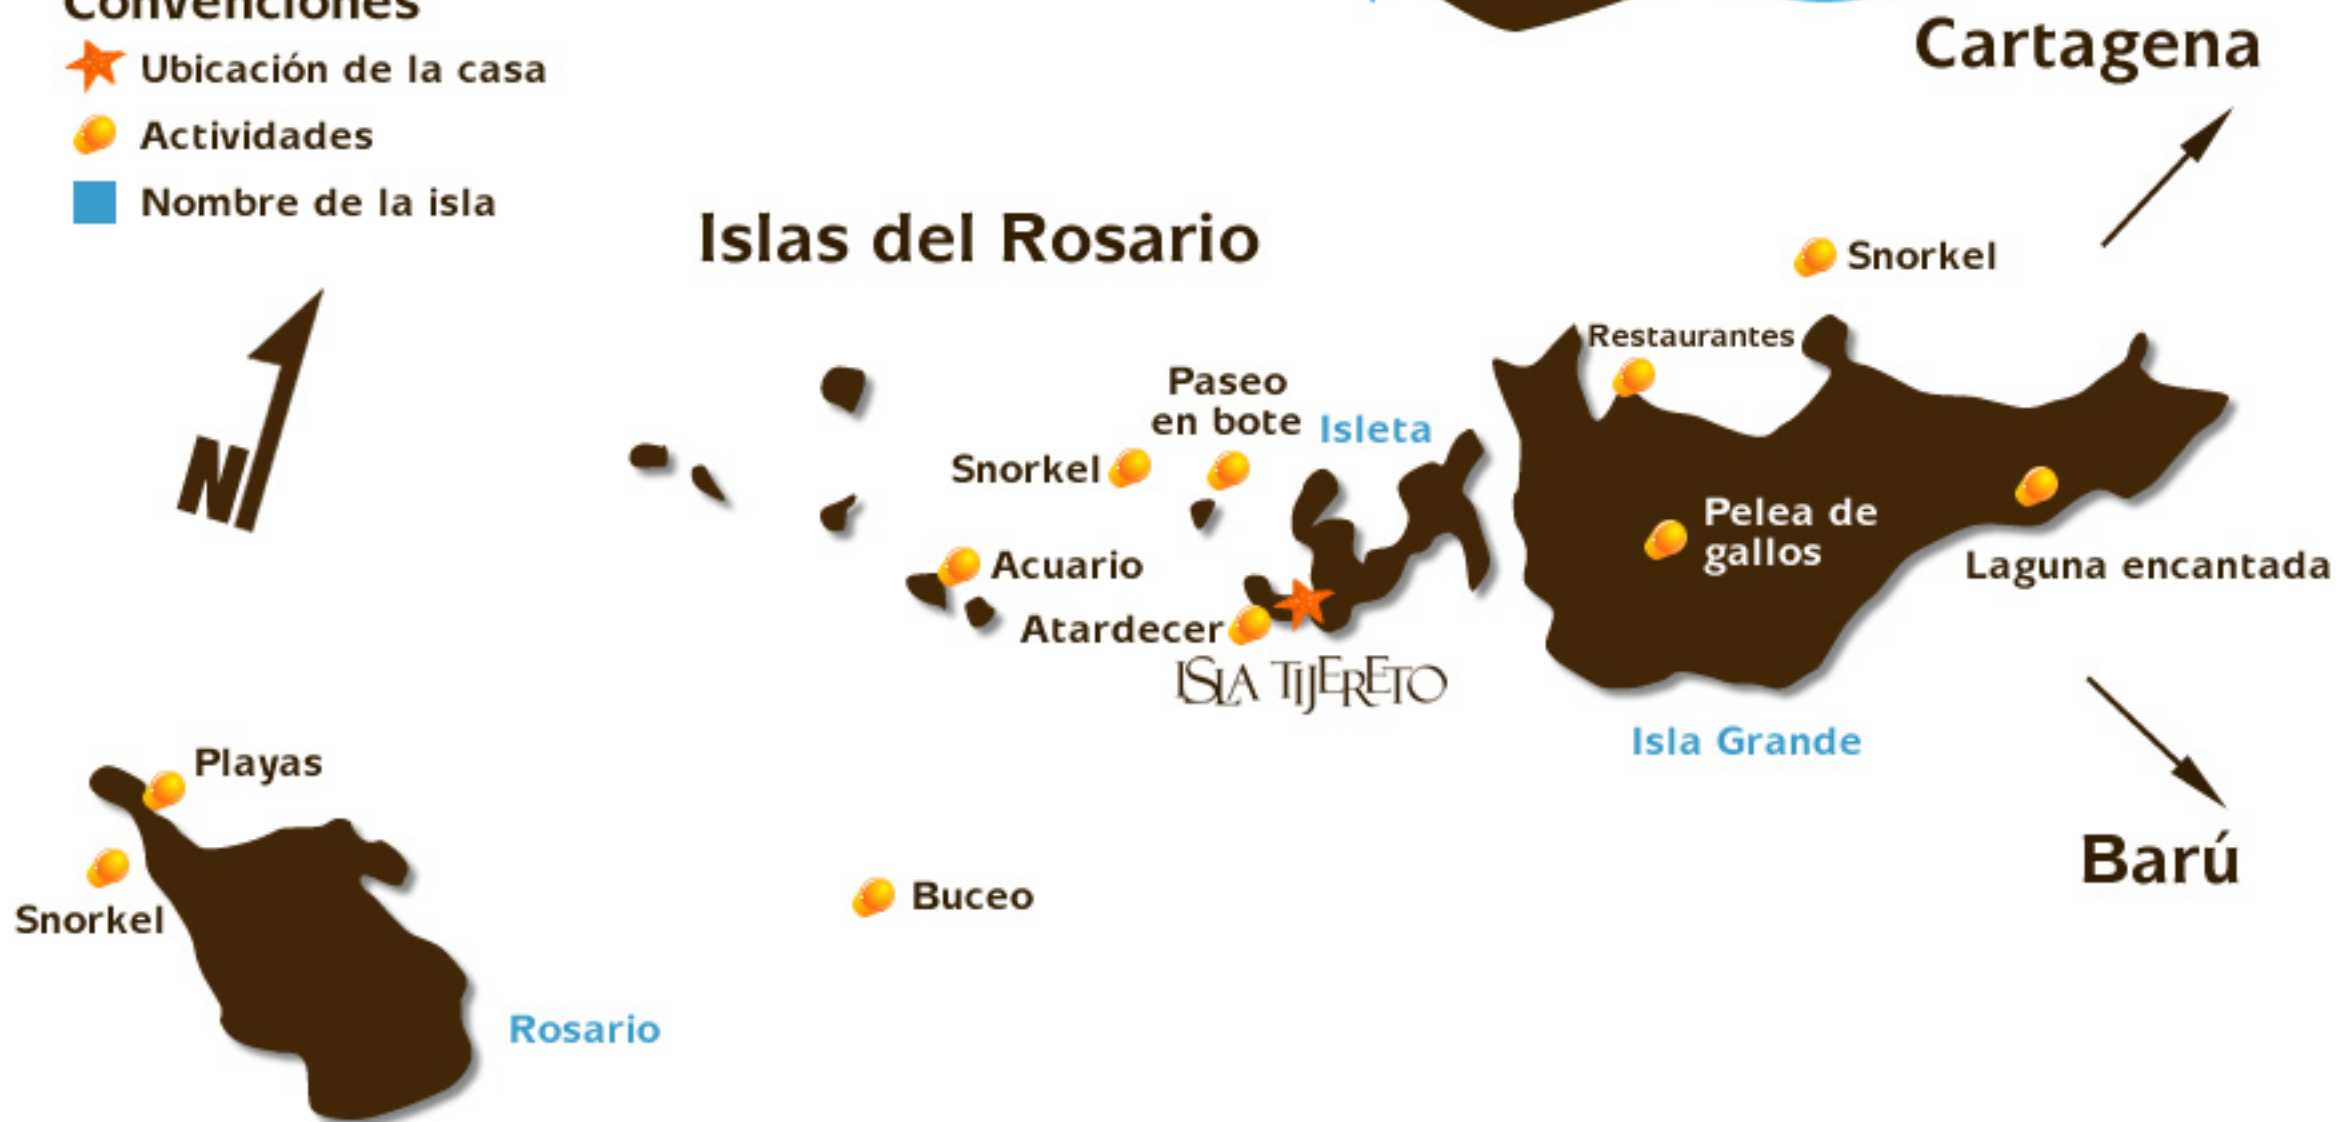 Convenciones
Ubicación de la casa
Actividades
Nombre de la isla
Cartagena
Islas del Rosario
Snorkel
Restaurantes
Paseo
en bote
Isleta
Snorkel
N
Pelea de
gallos
Acuario
Laguna encantada
Atardecer
ISLA TIJERETO
Isla Grande
Playas
Barú
Snorkel
Buceo
Rosario